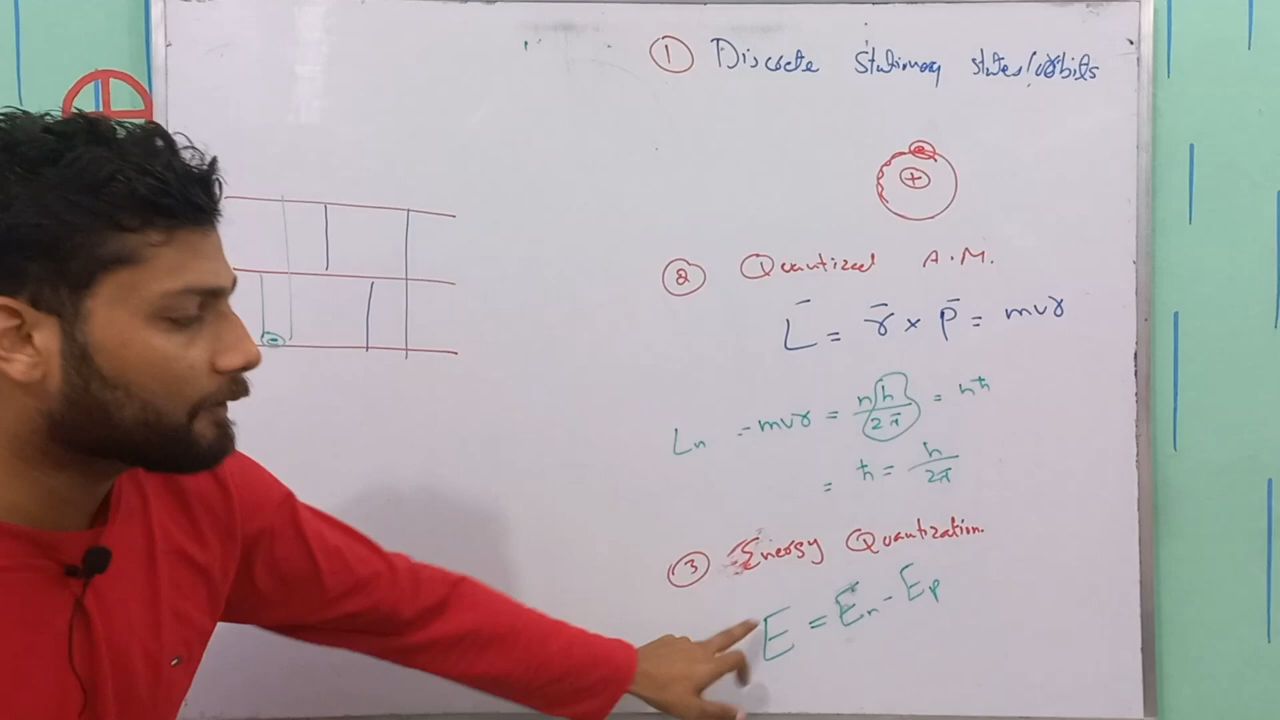 ① Discrete Stationary states/orbits
e
+
② Quantized A.M.
L̄ = r̄ × p̄ = mvr
Ln = mvr = nh/2π = nħ
= ħ = h/2π
③ Energy Quantization
E = En - Ep
e